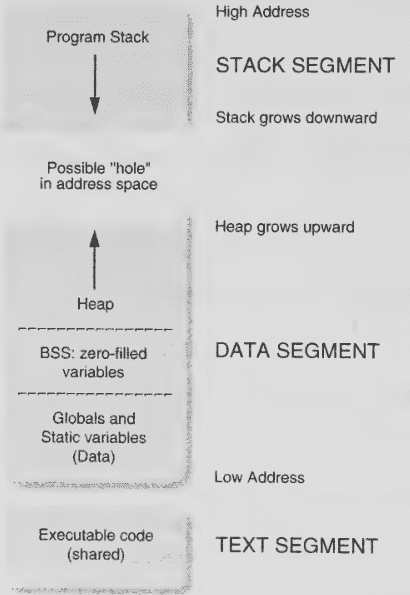 High Address
Program Stack
STACK SEGMENT
Stack grows downward
Possible "hole"
in address space
Heap grows upward
Heap
BSS: zero-filled
variables
DATA SEGMENT
Globals and
Static variables
(Data)
Low Address
Executable code
(shared)
TEXT SEGMENT